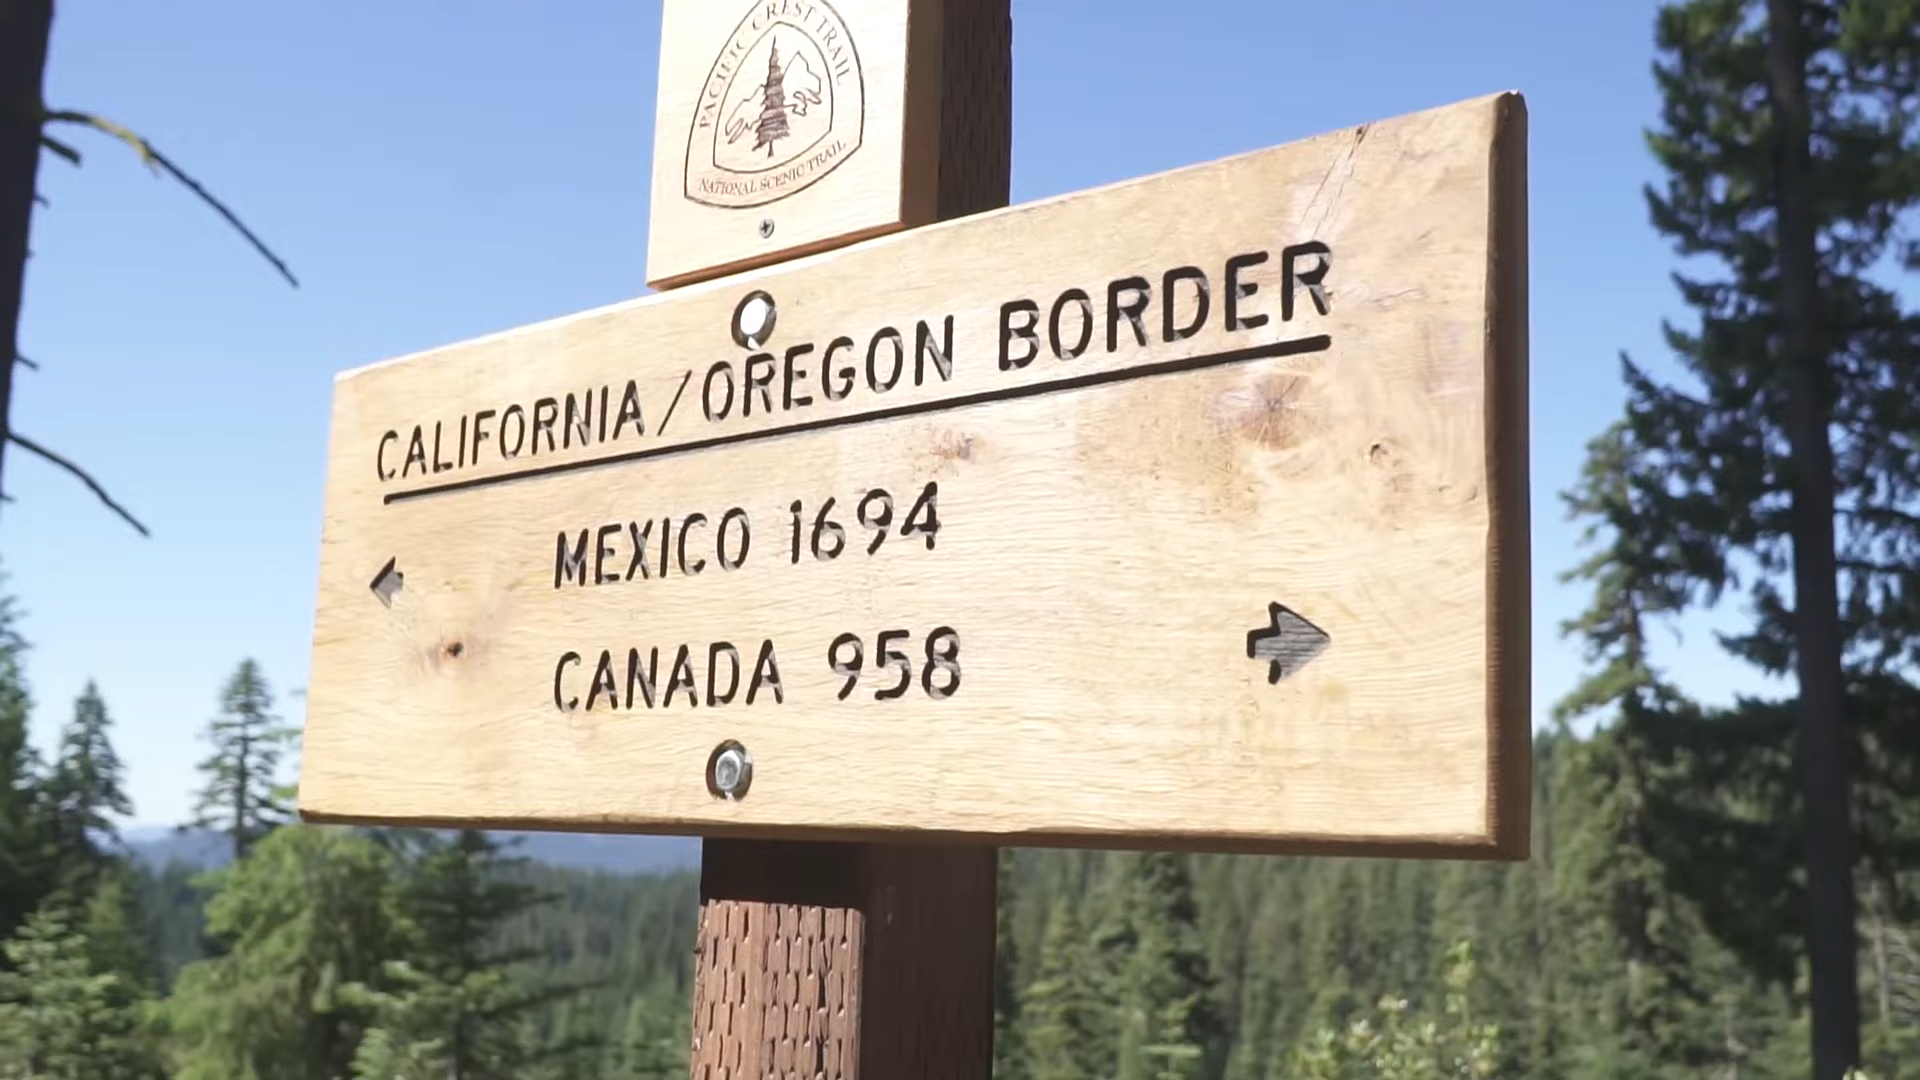 PACIFIC CREST TRAIL
NATIONAL SCENIC TRAIL
CALIFORNIA/OREGON BORDER
MEXICO 1694
CANADA 958